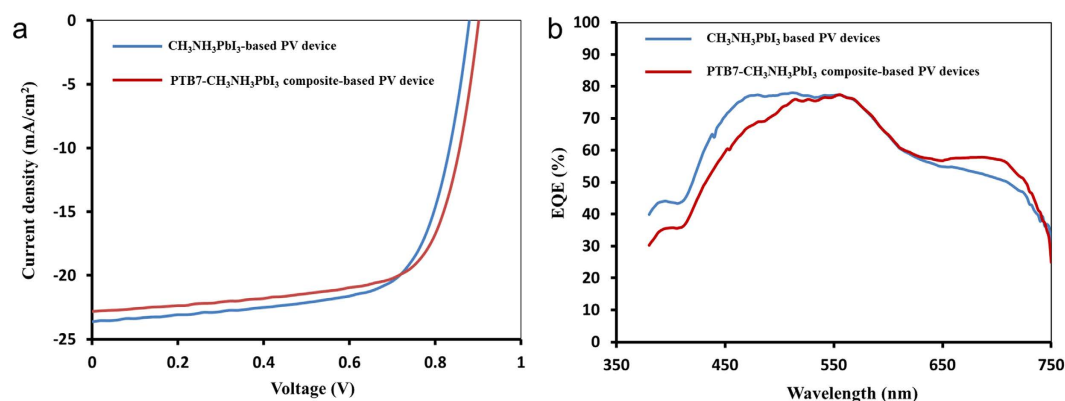 a
0
-5
-10
-15
-20
-25
Current density (mA/cm²)
CH₃NH₃PbI₃-based PV device
PTB7-CH₃NH₃PbI₃ composite-based PV device
0 0.2 0.4 0.6 0.8 1
Voltage (V)
b
100
90
80
70
60
50
40
30
20
10
0
EQE (%)
CH₃NH₃PbI₃ based PV devices
PTB7-CH₃NH₃PbI₃ composite-based PV devices
350 450 550 650 750
Wavelength (nm)